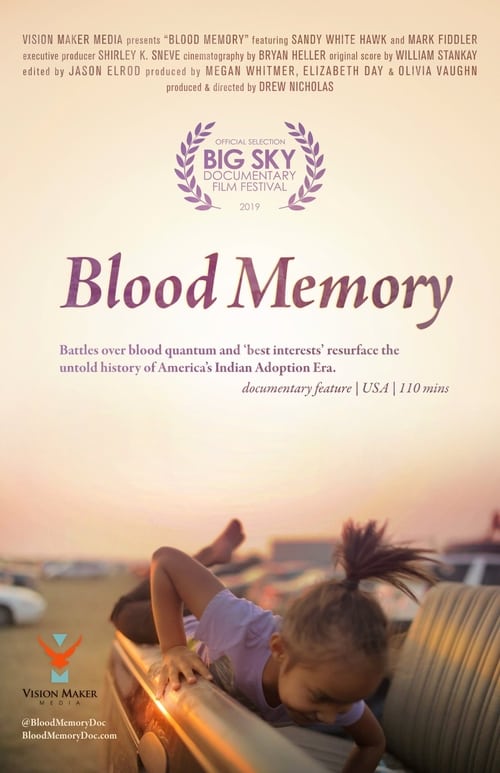 VISION MAKER MEDIA presents "BLOOD MEMORY" featuring SANDY WHITE HAWK and MARK FIDDLER
executive producer SHIRLEY K. SNEVE cinematography by BRYAN HELLER original score by WILLIAM STANKAY
edited by JASON ELROD produced by MEGAN WHITMER, ELIZABETH DAY & OLIVIA VAUGHN
produced & directed by DREW NICHOLAS
OFFICIAL SELECTION
BIG SKY
DOCUMENTARY
FILM FESTIVAL
2019
Blood Memory
Battles over blood quantum and ‘best interests’ resurface the
untold history of America’s Indian Adoption Era.
documentary feature | USA | 110 mins
VISION MAKER
MEDIA
@BloodMemoryDoc
BloodMemoryDoc.com